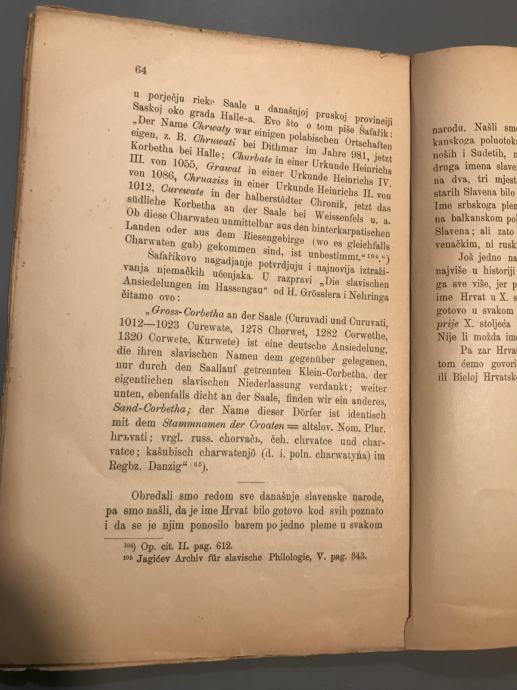 64
u porječju rieke Saale u današnjoj pruskoj provinciji
Saskoj oko grada Halle-a. Evo što o tom piše Šafařík:
„Der Name Chrwaty war einigen polabischen Ortschaften
eigen, z. B. Chruwati bei Dithmar im Jahre 981, jetzt
Korbetha bei Halle; Churbate in einer Urkunde Heinrichs
III. von 1055, Grawat in einer Urkunde Heinrichs IV.
von 1086, Chruaziss in einer Urkunde Heinrichs II. von
1012, Curewate in der halberstädter Chronik, jetzt das
südliche Korbetha an der Saale bei Weissenfels u. a.
Ob diese Charwaten unmittelbar aus den hinterkarpatischen
Landen oder aus dem Riesengebirge (wo es gleichfalls
Charwaten gab) gekommen sind, ist unbestimmt."¹⁰⁴.")
Šafaříkovo nagadjanje potvrdjuju i najnovija iztraži-
vanja njemačkih učenjaka. U razpravi „Die slavischen
Ansiedelungen im Hassengau" od H. Grösslera i Nehringa
čitamo ovo:
„Gross-Corbetha an der Saale (Curuvadi und Curuvati,
1012—1023 Curewate, 1278 Chorwet, 1282 Corwethe,
1320 Corwete, Kurwete) ist eine deutsche Ansiedelung,
die ihren slavischen Namen dem gegenüber gelegenen,
nur durch den Saallauf getrennten Klein-Corbetha, der
eigentlichen slavischen Niederlassung verdankt; weiter
unten, ebenfalls dicht an der Saale, finden wir ein anderes,
Sand-Corbetha; der Name dieser Dörfer ist identisch
mit dem Stammnamen der Croaten = altslov. Nom. Plur.
hrъvati; vrgl. russ. chorvačь, čeh. chrvatce und char-
vatce; kašubisch charwatenjô (d. i. poln. charwatyńa) im
Regbz. Danzig" ¹⁰⁵).
Obredali smo redom sve današnje slavenske narode,
pa smo našli, da je ime Hrvat bilo gotovo kod svih poznato
i da se je njim ponosilo barem po jedno pleme u svakom
¹⁰⁴) Op. cit. II. pag. 612.
¹⁰⁵ Jagićev Archiv für slavische Philologie, V. pag. 343.
narodu. Našli smo
kanskoga poluotok
noših i Sudetih, n
druga imena slave
na dva, tri mjest
starih Slavena bilo
Ime srbskoga plem
na balkanskom pol
Slavena; ali zato
venačkim, ni rusk
Još jedno na
najviše u historiji
ga sve više, jer p
ime Hrvat u X. s
gotovo u svakom
prije X. stoljeća
Nije li možda ime
Pa zar Hrvat
tom ćemo govori
ili Bieloj Hrvatsk